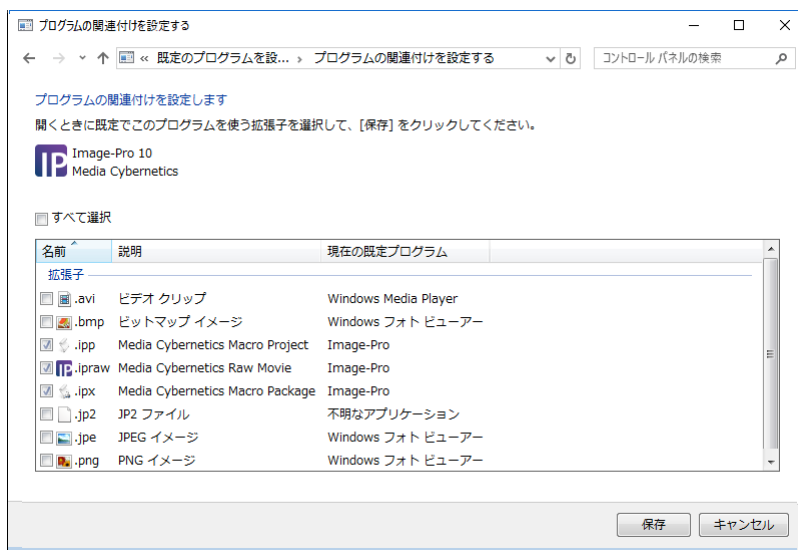 プログラムの関連付けを設定する
« 既定のプログラムを設... › プログラムの関連付けを設定する
コントロール パネルの検索
プログラムの関連付けを設定します
開くときに既定でこのプログラムを使う拡張子を選択して、[保存] をクリックしてください。
IP
Image-Pro 10
Media Cybernetics
すべて選択
名前 説明 現在の既定プログラム
拡張子
.avi ビデオ クリップ Windows Media Player
.bmp ビットマップ イメージ Windows フォト ビューアー
.ipp Media Cybernetics Macro Project Image-Pro
IP .ipraw Media Cybernetics Raw Movie Image-Pro
.ipx Media Cybernetics Macro Package Image-Pro
.jp2 JP2 ファイル 不明なアプリケーション
.jpe JPEG イメージ Windows フォト ビューアー
.png PNG イメージ Windows フォト ビューアー
保存 キャンセル